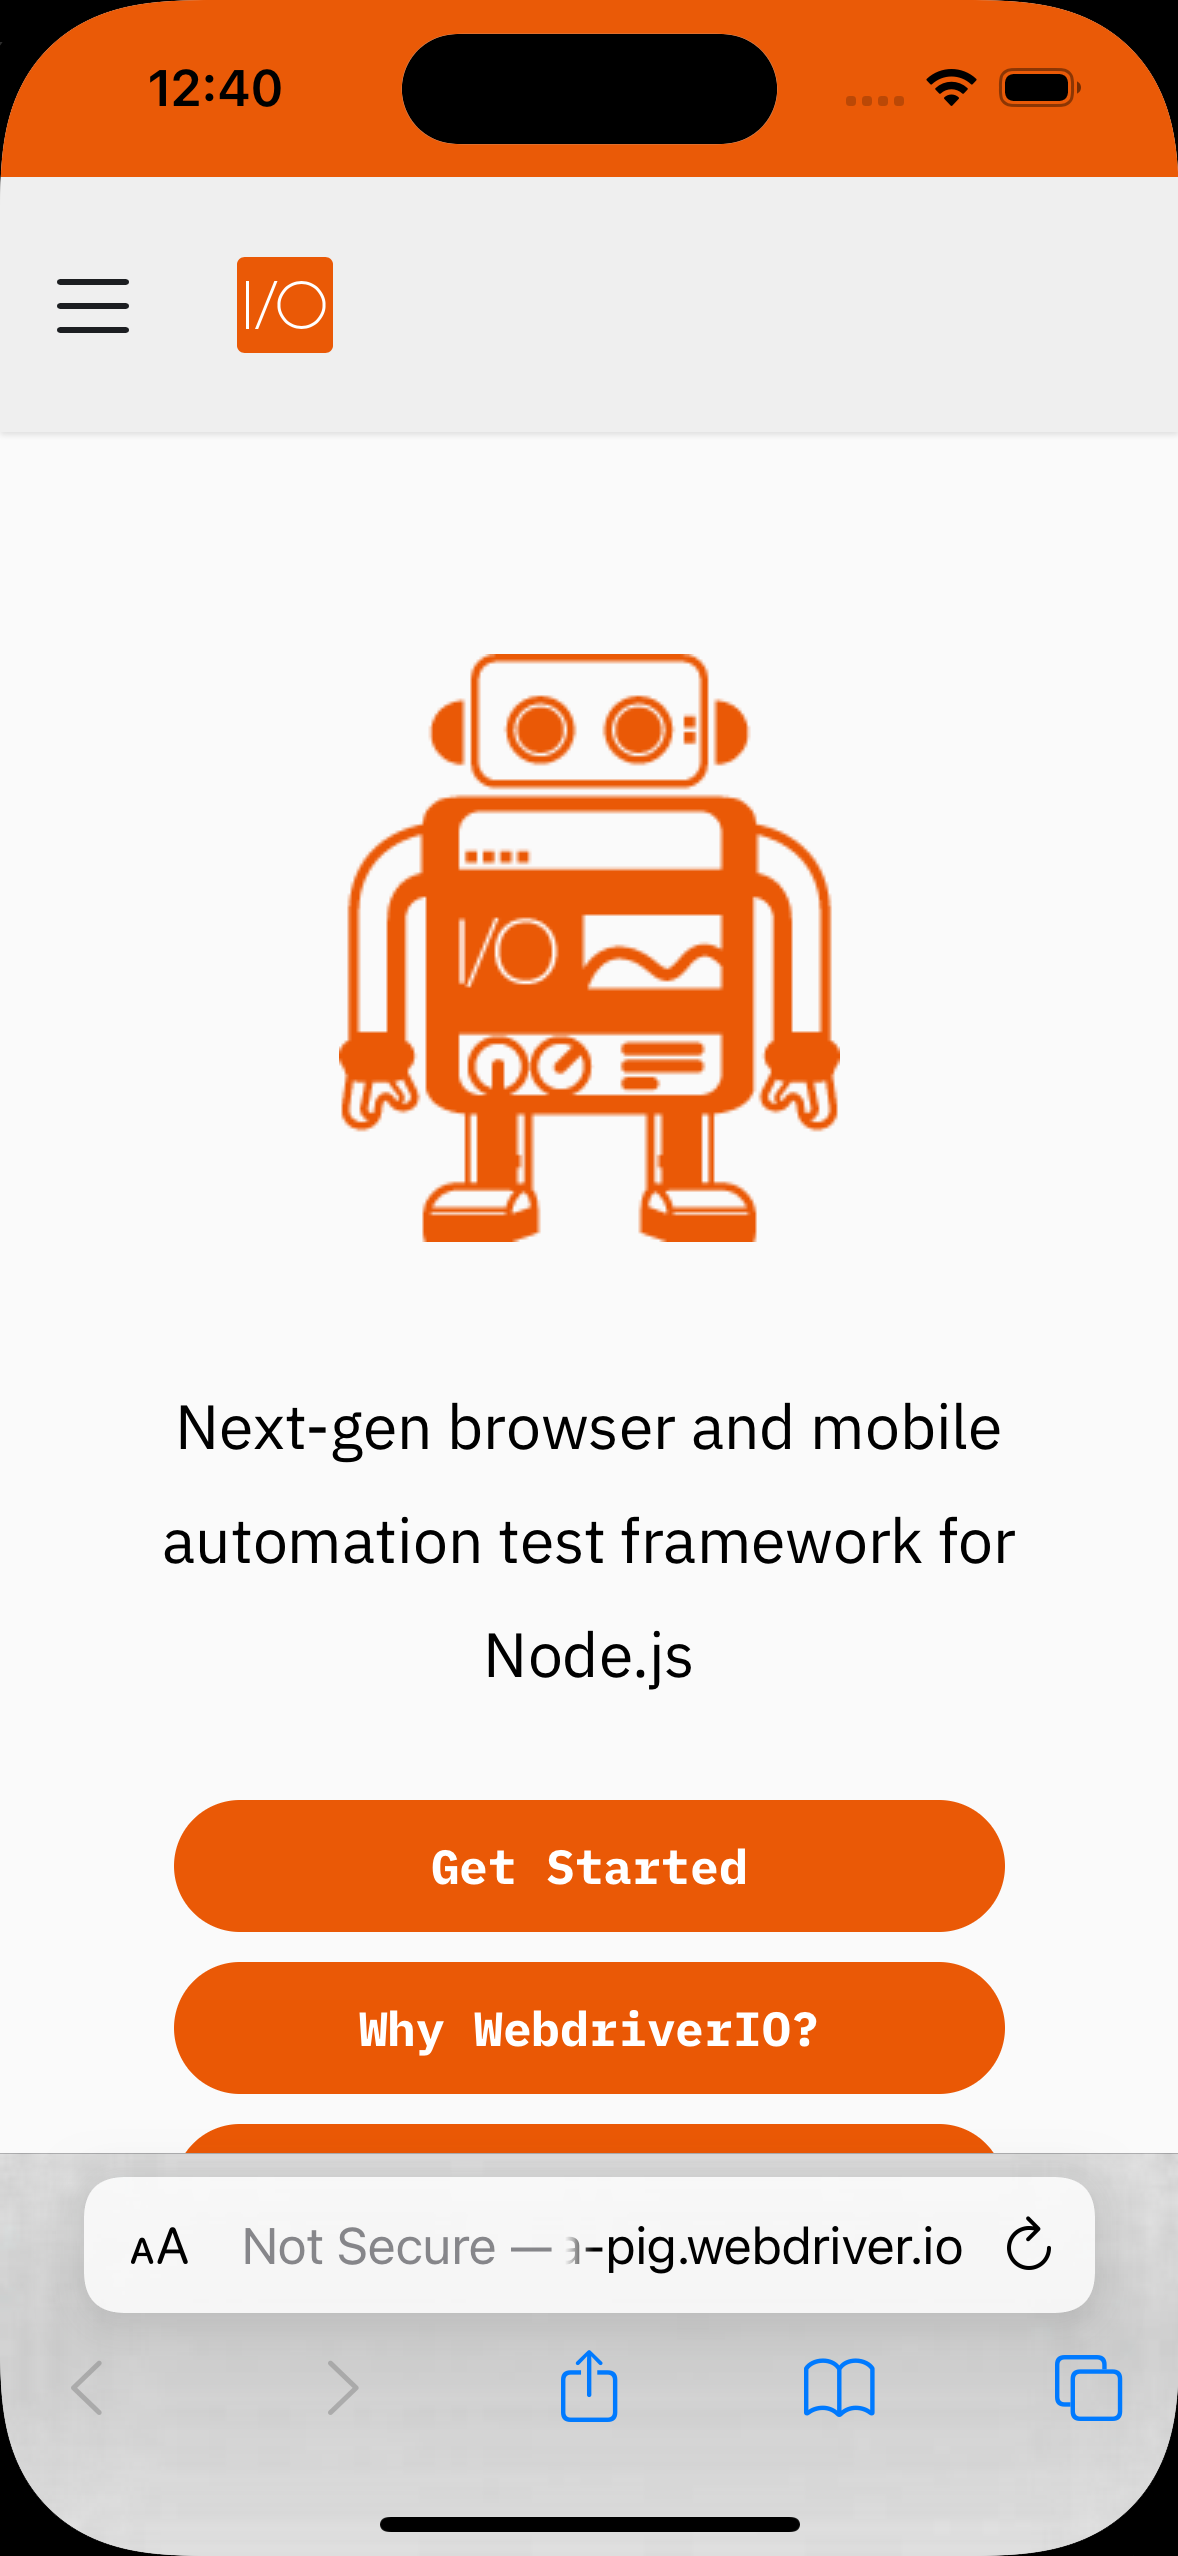 12:40
I/O
I/O
Next-gen browser and mobile
automation test framework for
Node.js
Get Started
Why WebdriverIO?
AA Not Secure — a-pig.webdriver.io